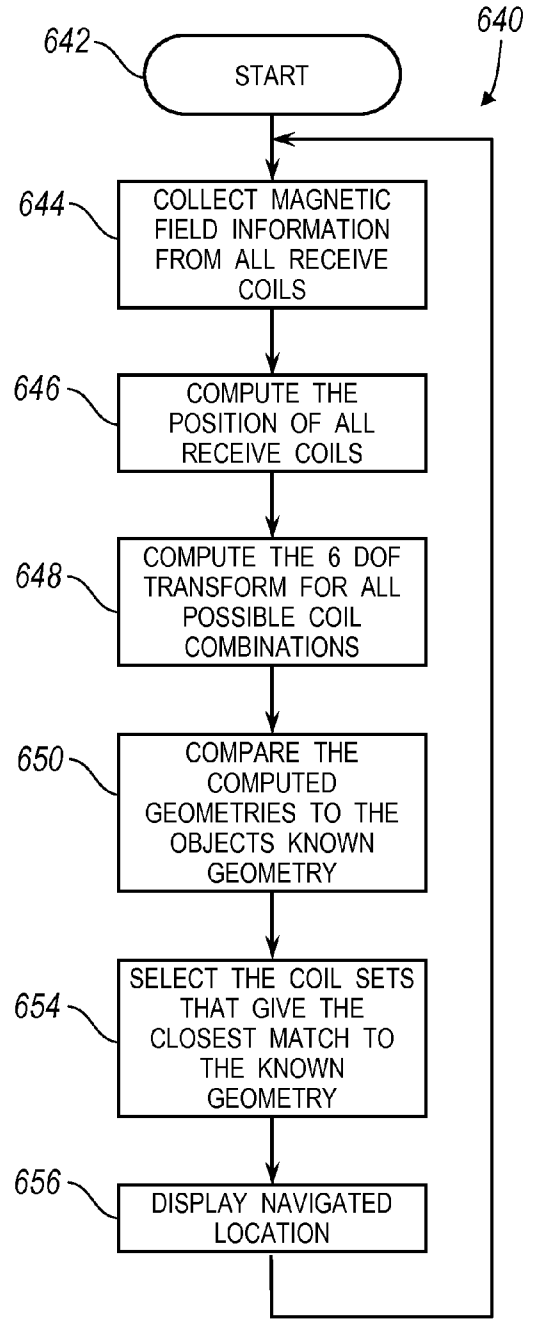 642
640
START
644
COLLECT MAGNETIC
FIELD INFORMATION
FROM ALL RECEIVE
COILS
646
COMPUTE THE
POSITION OF ALL
RECEIVE COILS
648
COMPUTE THE 6 DOF
TRANSFORM FOR ALL
POSSIBLE COIL
COMBINATIONS
650
COMPARE THE
COMPUTED
GEOMETRIES TO THE
OBJECTS KNOWN
GEOMETRY
654
SELECT THE COIL SETS
THAT GIVE THE
CLOSEST MATCH TO
THE KNOWN
GEOMETRY
656
DISPLAY NAVIGATED
LOCATION